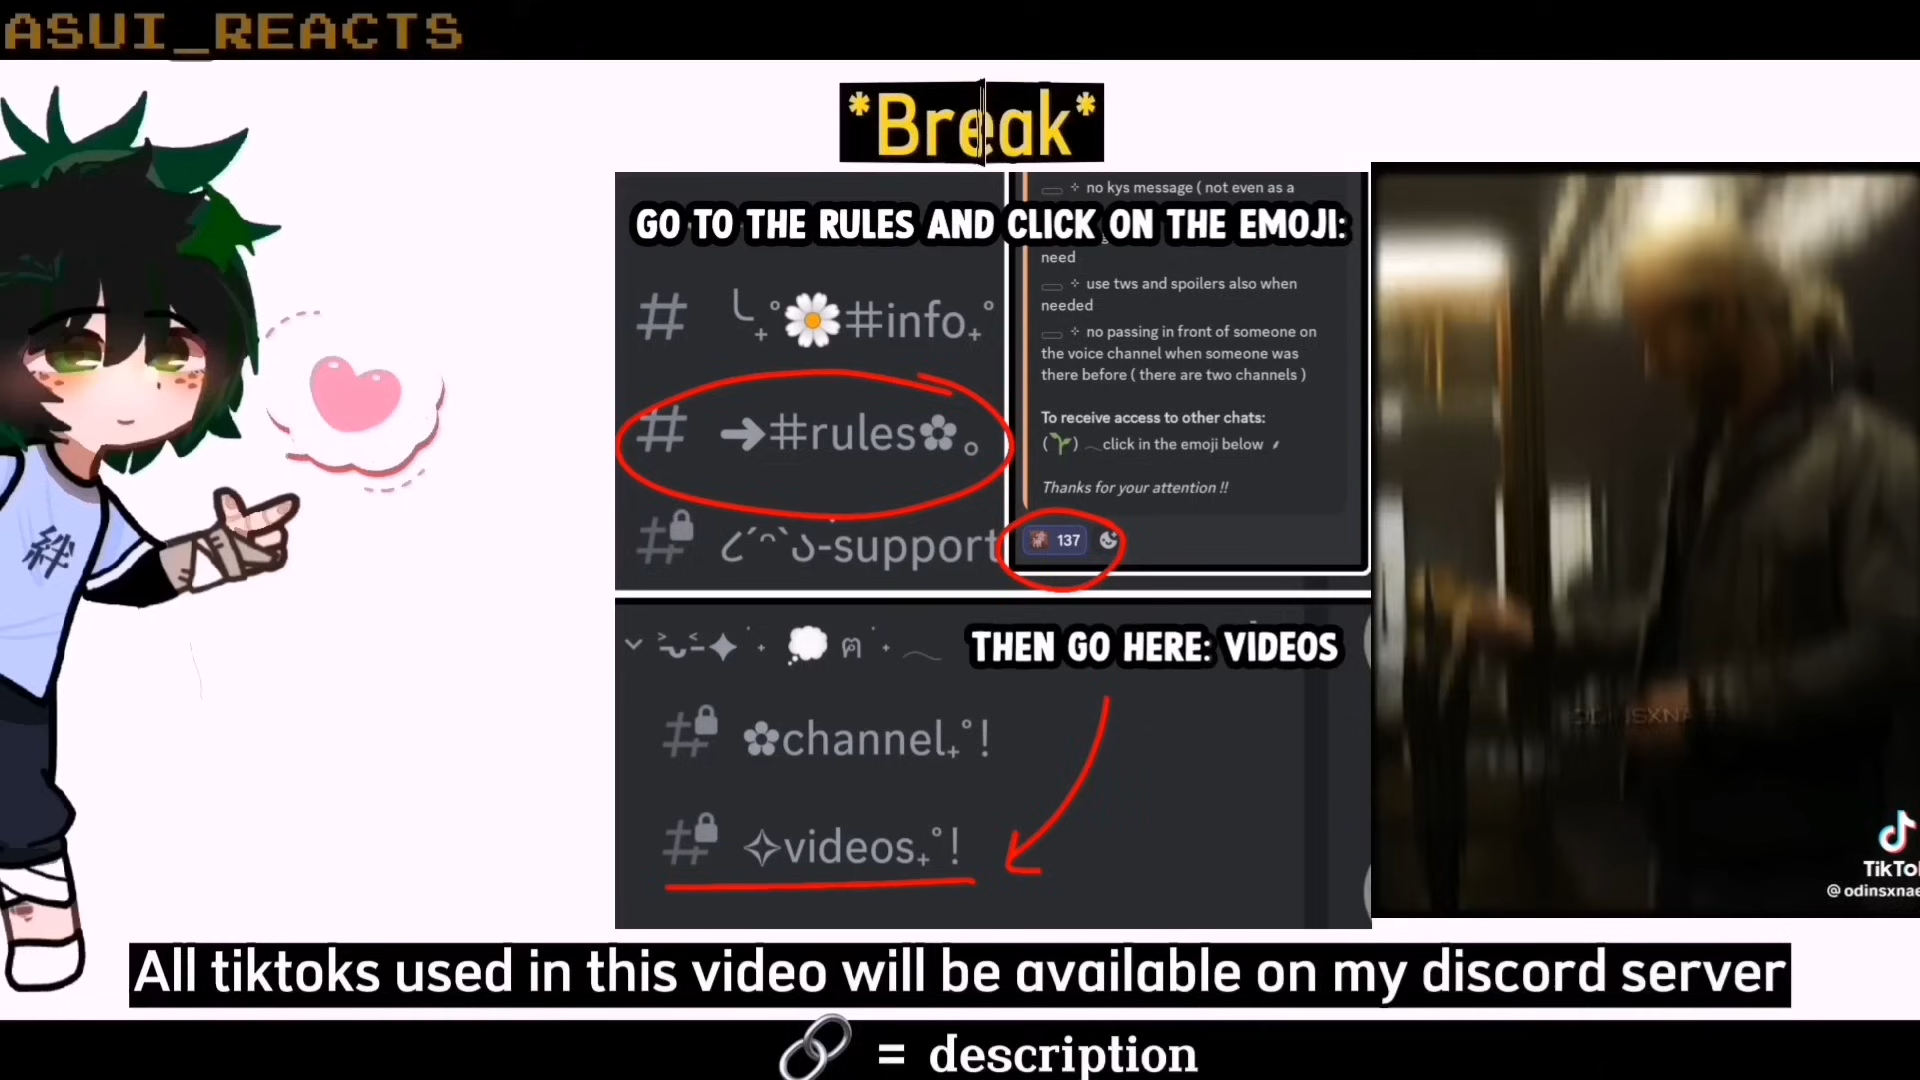 ASUI_REACTS
*Break*
GO TO THE RULES AND CLICK ON THE EMOJI:
#info
➜#rules✿
-support
no kys message ( not even as a
need
use tws and spoilers also when
needed
no passing in front of someone on
the voice channel when someone was
there before ( there are two channels )
To receive access to other chats:
click in the emoji below
Thanks for your attention !!
137
THEN GO HERE: VIDEOS
✿channel₊˚!
✧videos₊˚!
絆
TikTo
@odinsxnae
All tiktoks used in this video will be available on my discord server
= description